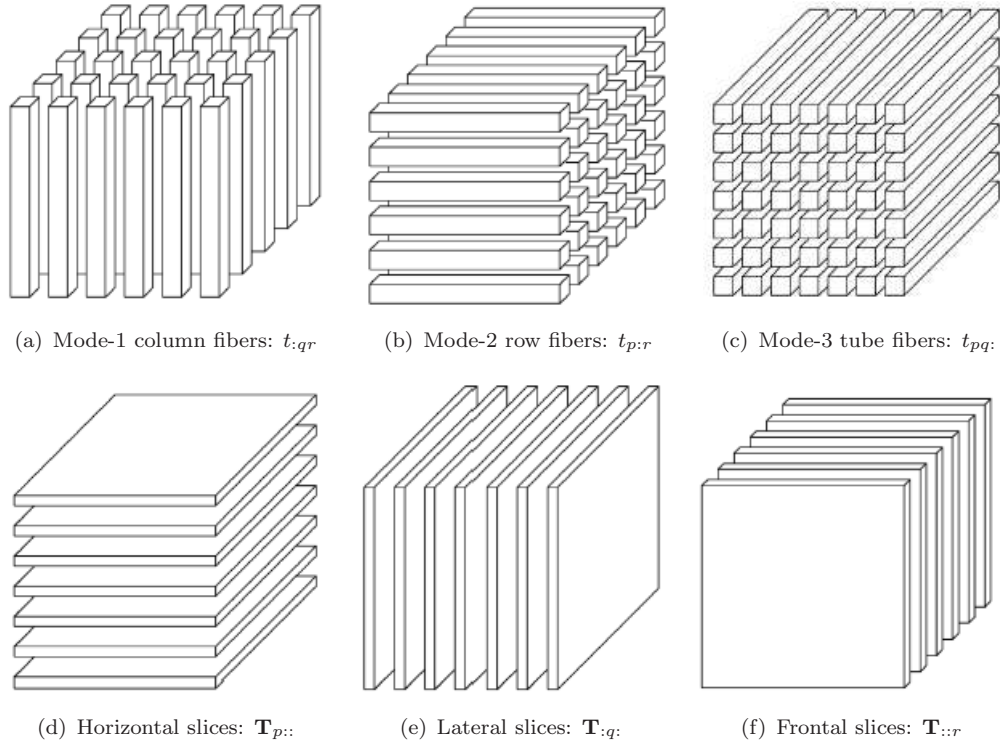 (a) Mode-1 column fibers: t:qr
(b) Mode-2 row fibers: tp:r
(c) Mode-3 tube fibers: tpq:
(d) Horizontal slices: Tp::
(e) Lateral slices: T:q:
(f) Frontal slices: T::r